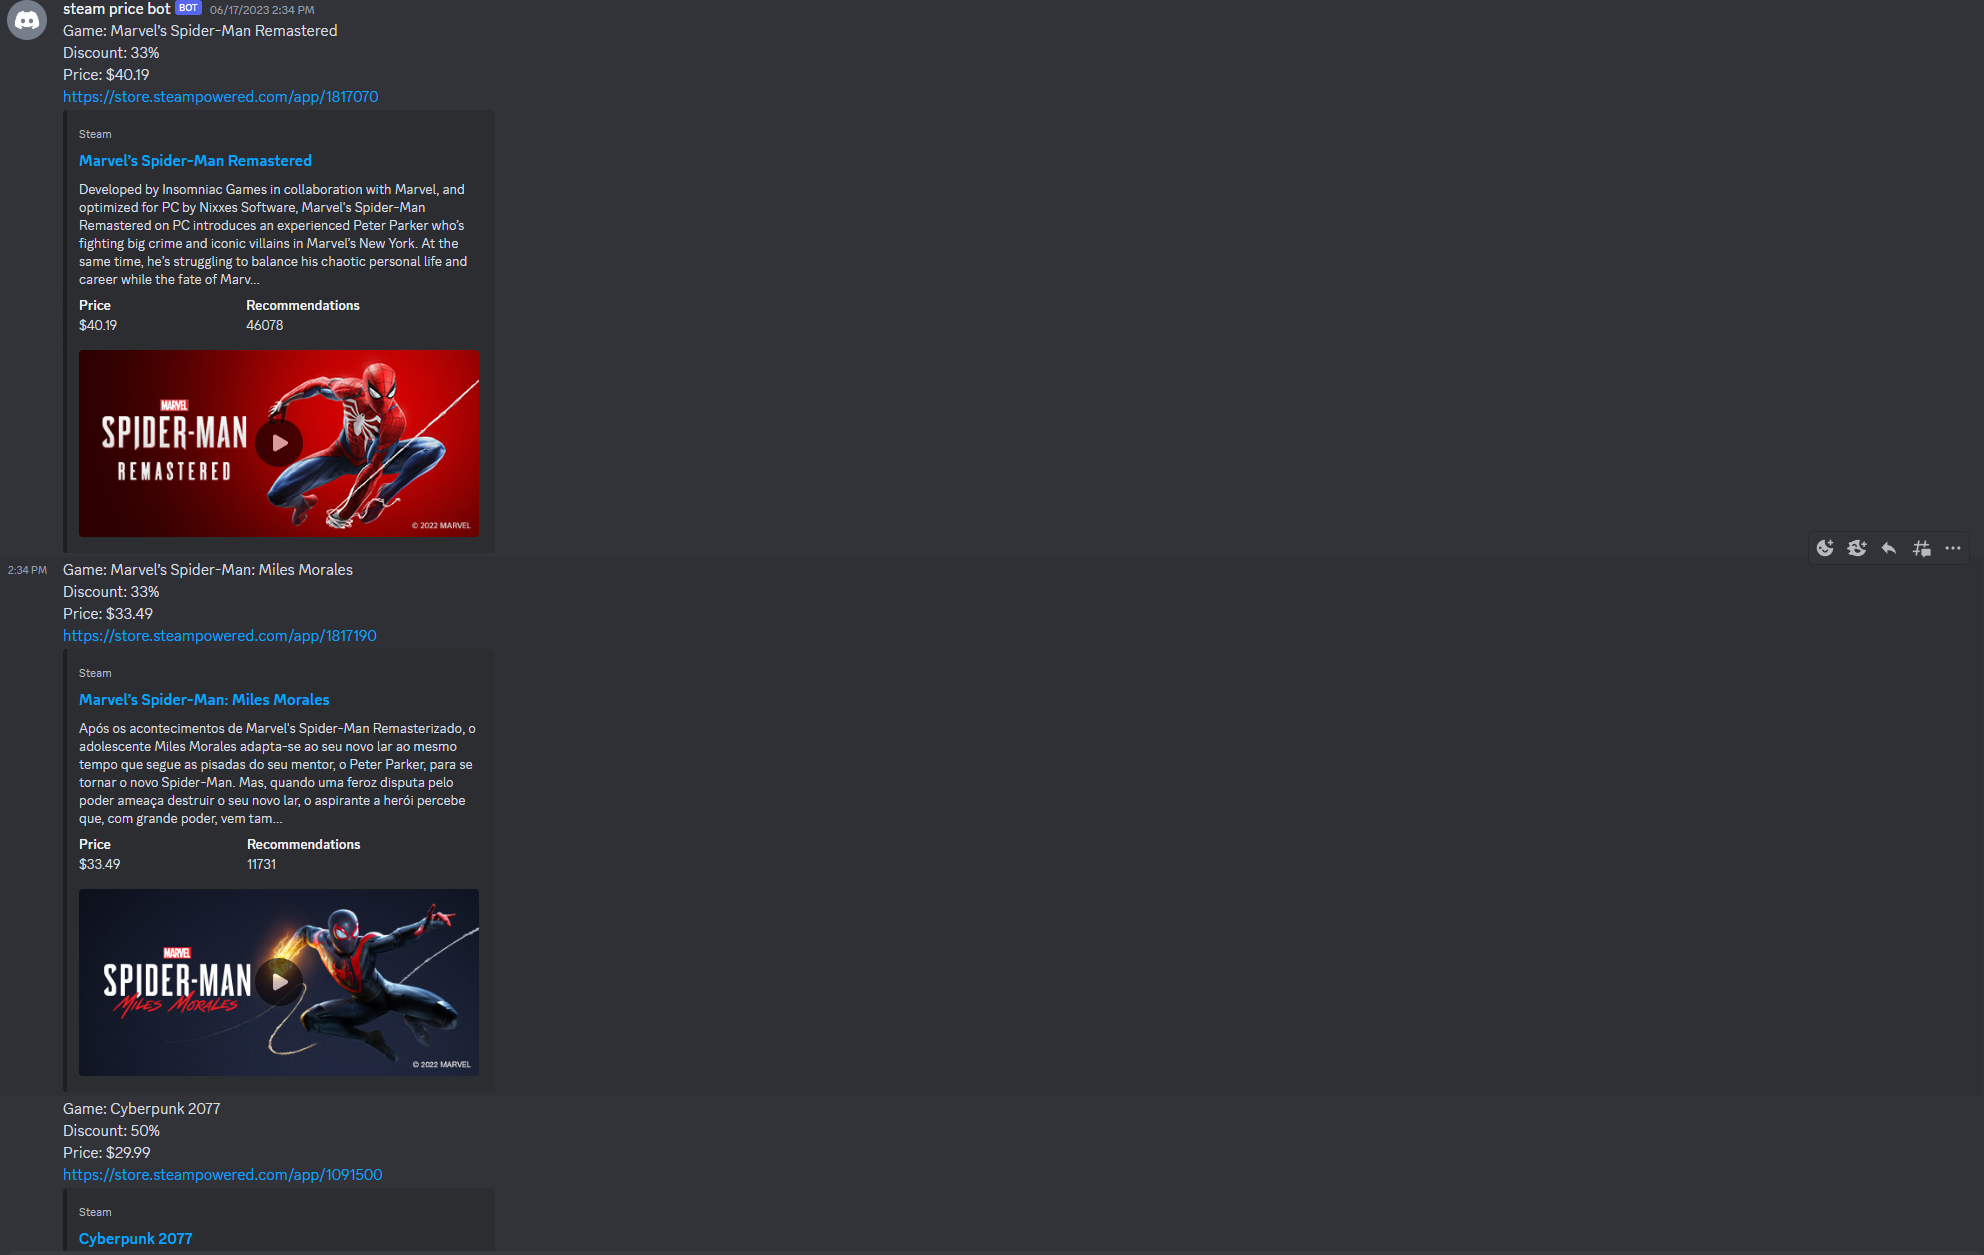 steam price bot BOT 06/17/2023 2:34 PM
Game: Marvel’s Spider-Man Remastered
Discount: 33%
Price: $40.19
https://store.steampowered.com/app/1817070
Steam
Marvel’s Spider-Man Remastered
Developed by Insomniac Games in collaboration with Marvel, and
optimized for PC by Nixxes Software, Marvel's Spider-Man
Remastered on PC introduces an experienced Peter Parker who’s
fighting big crime and iconic villains in Marvel’s New York. At the
same time, he’s struggling to balance his chaotic personal life and
career while the fate of Marv...
Price Recommendations
$40.19 46078
MARVEL
SPIDER-MAN
REMASTERED
© 2022 MARVEL
2:34 PM Game: Marvel’s Spider-Man: Miles Morales
Discount: 33%
Price: $33.49
https://store.steampowered.com/app/1817190
Steam
Marvel’s Spider-Man: Miles Morales
Após os acontecimentos de Marvel's Spider-Man Remasterizado, o
adolescente Miles Morales adapta-se ao seu novo lar ao mesmo
tempo que segue as pisadas do seu mentor, o Peter Parker, para se
tornar o novo Spider-Man. Mas, quando uma feroz disputa pelo
poder ameaça destruir o seu novo lar, o aspirante a herói percebe
que, com grande poder, vem tam...
Price Recommendations
$33.49 11731
MARVEL
SPIDER-MAN
MILES MORALES
© 2022 MARVEL
Game: Cyberpunk 2077
Discount: 50%
Price: $29.99
https://store.steampowered.com/app/1091500
Steam
Cyberpunk 2077